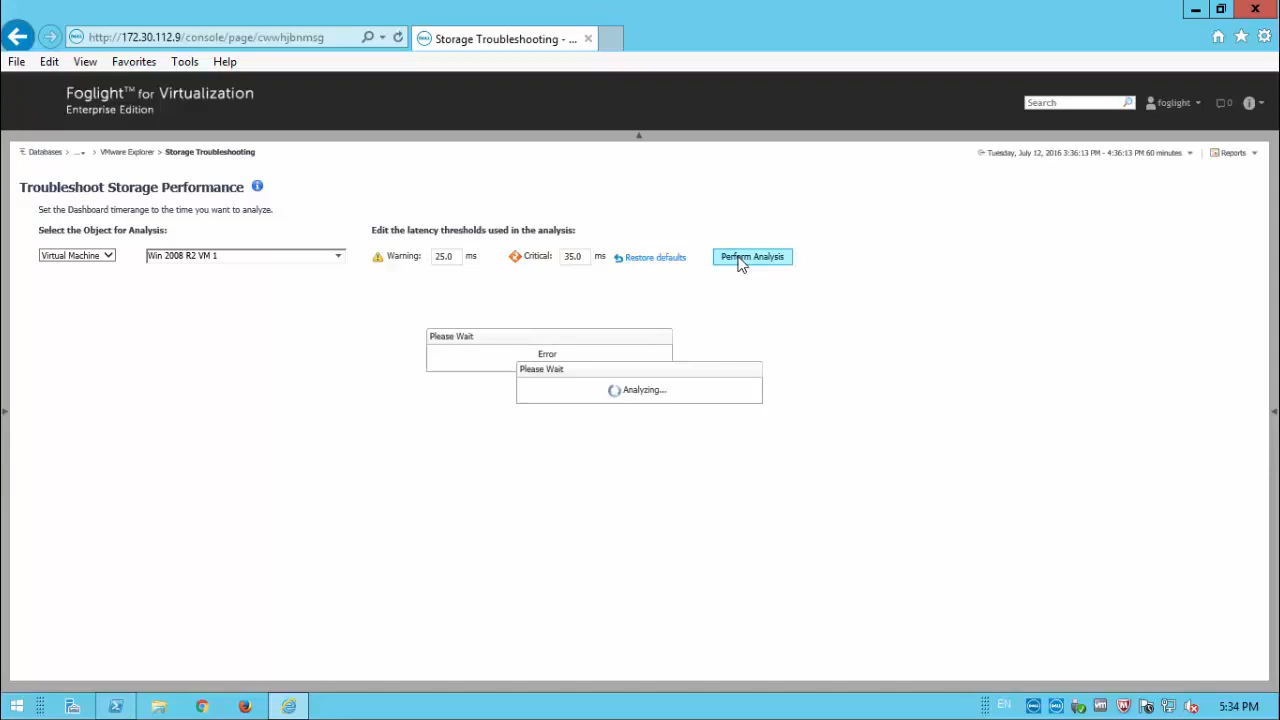 http://172.30.112.9/console/page/cwwhjbnmsg
Storage Troubleshooting - ...
File Edit View Favorites Tools Help
Foglight™ for Virtualization
Enterprise Edition
Search
foglight
0
Databases > ... > VMware Explorer > Storage Troubleshooting
Tuesday, July 12, 2016 3:36:13 PM - 4:36:13 PM 60 minutes
Reports
Troubleshoot Storage Performance
Set the Dashboard timerange to the time you want to analyze.
Select the Object for Analysis:
Edit the latency thresholds used in the analysis:
Virtual Machine
Win 2008 R2 VM 1
Warning: 25.0 ms
Critical: 35.0 ms
Restore defaults
Perform Analysis
Please Wait
Error
Please Wait
Analyzing...
EN
5:34 PM